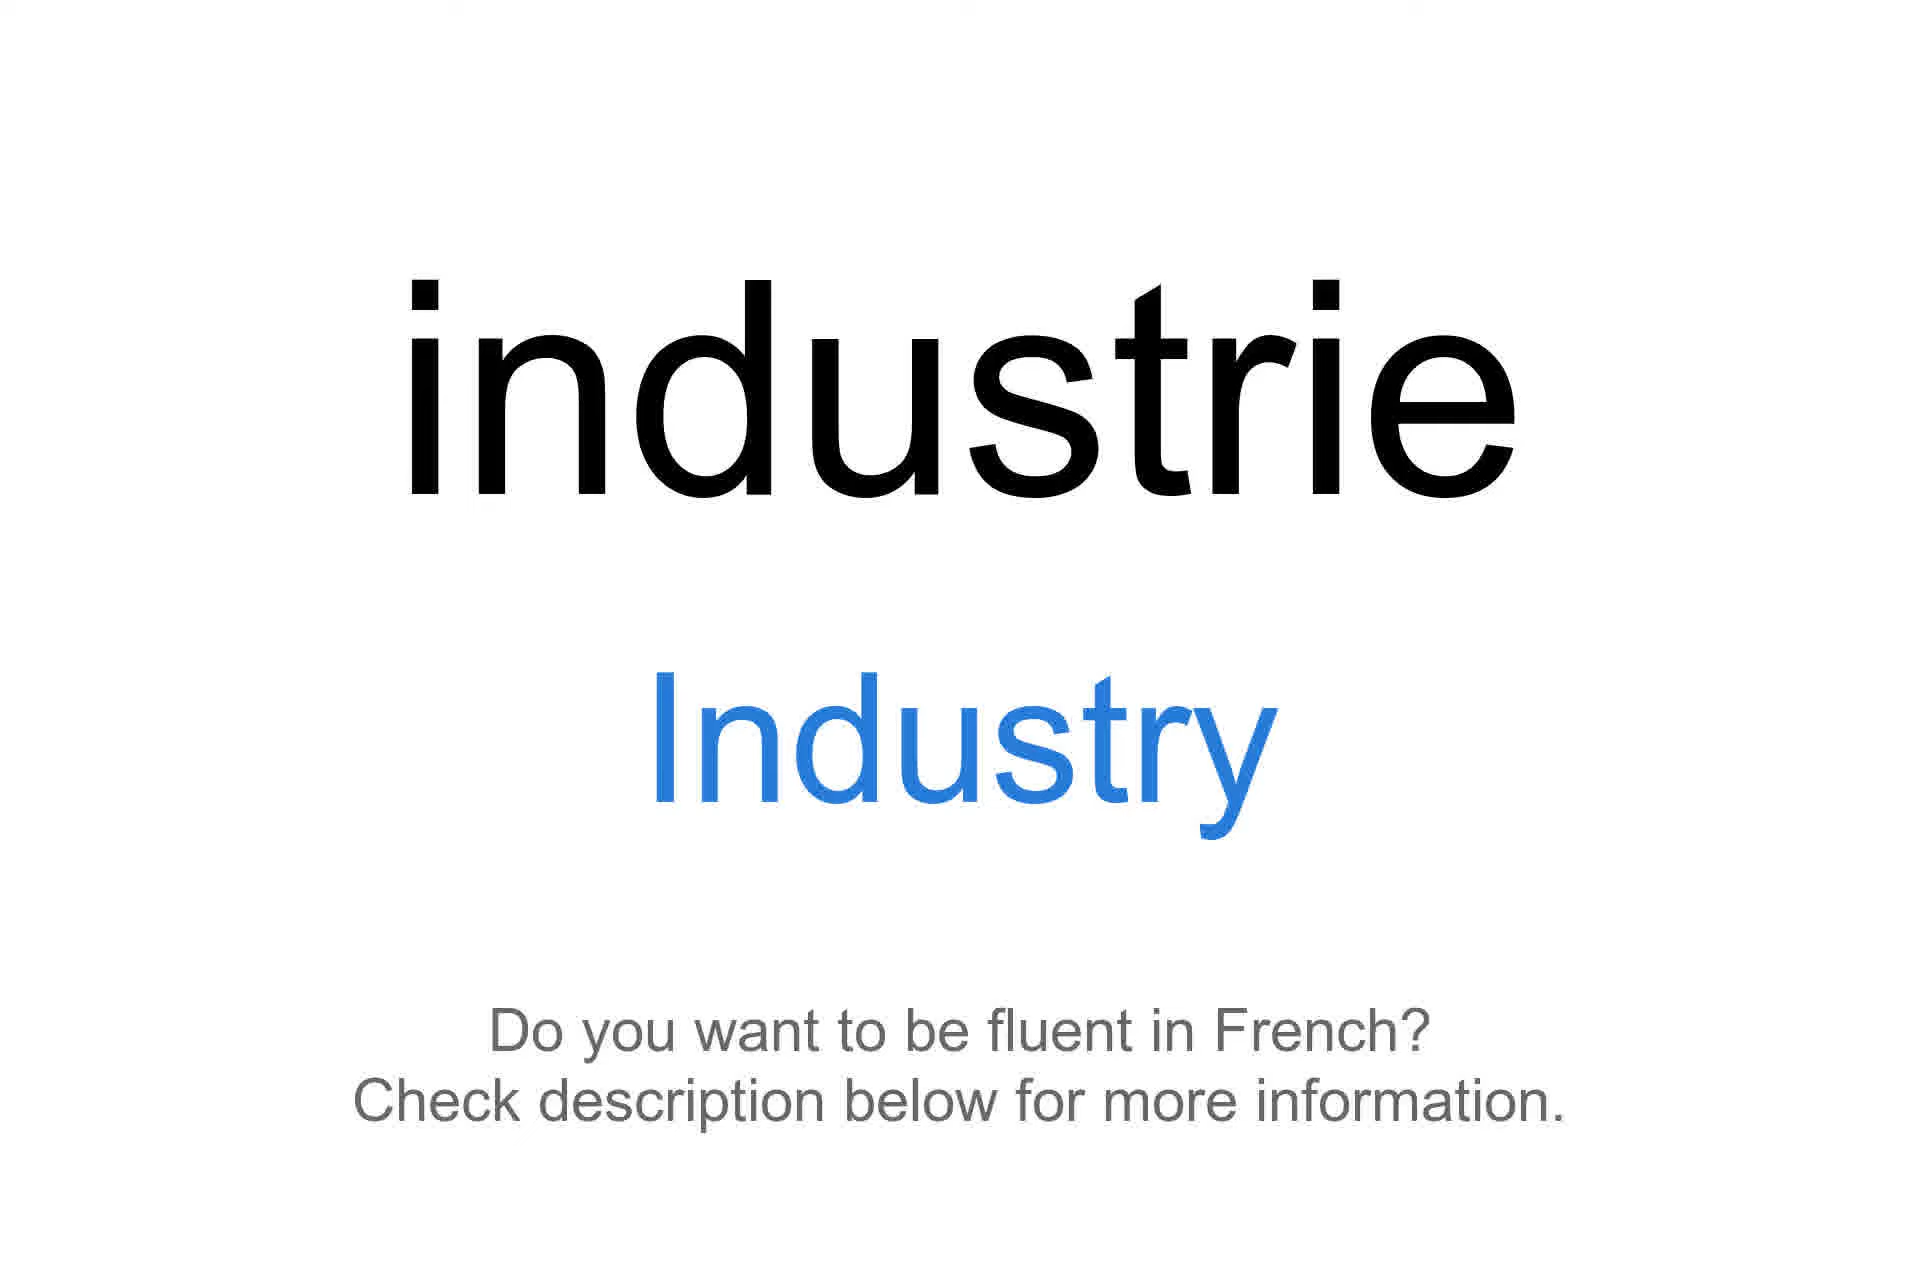 industrie
Industry
Do you want to be fluent in French?
Check description below for more information.